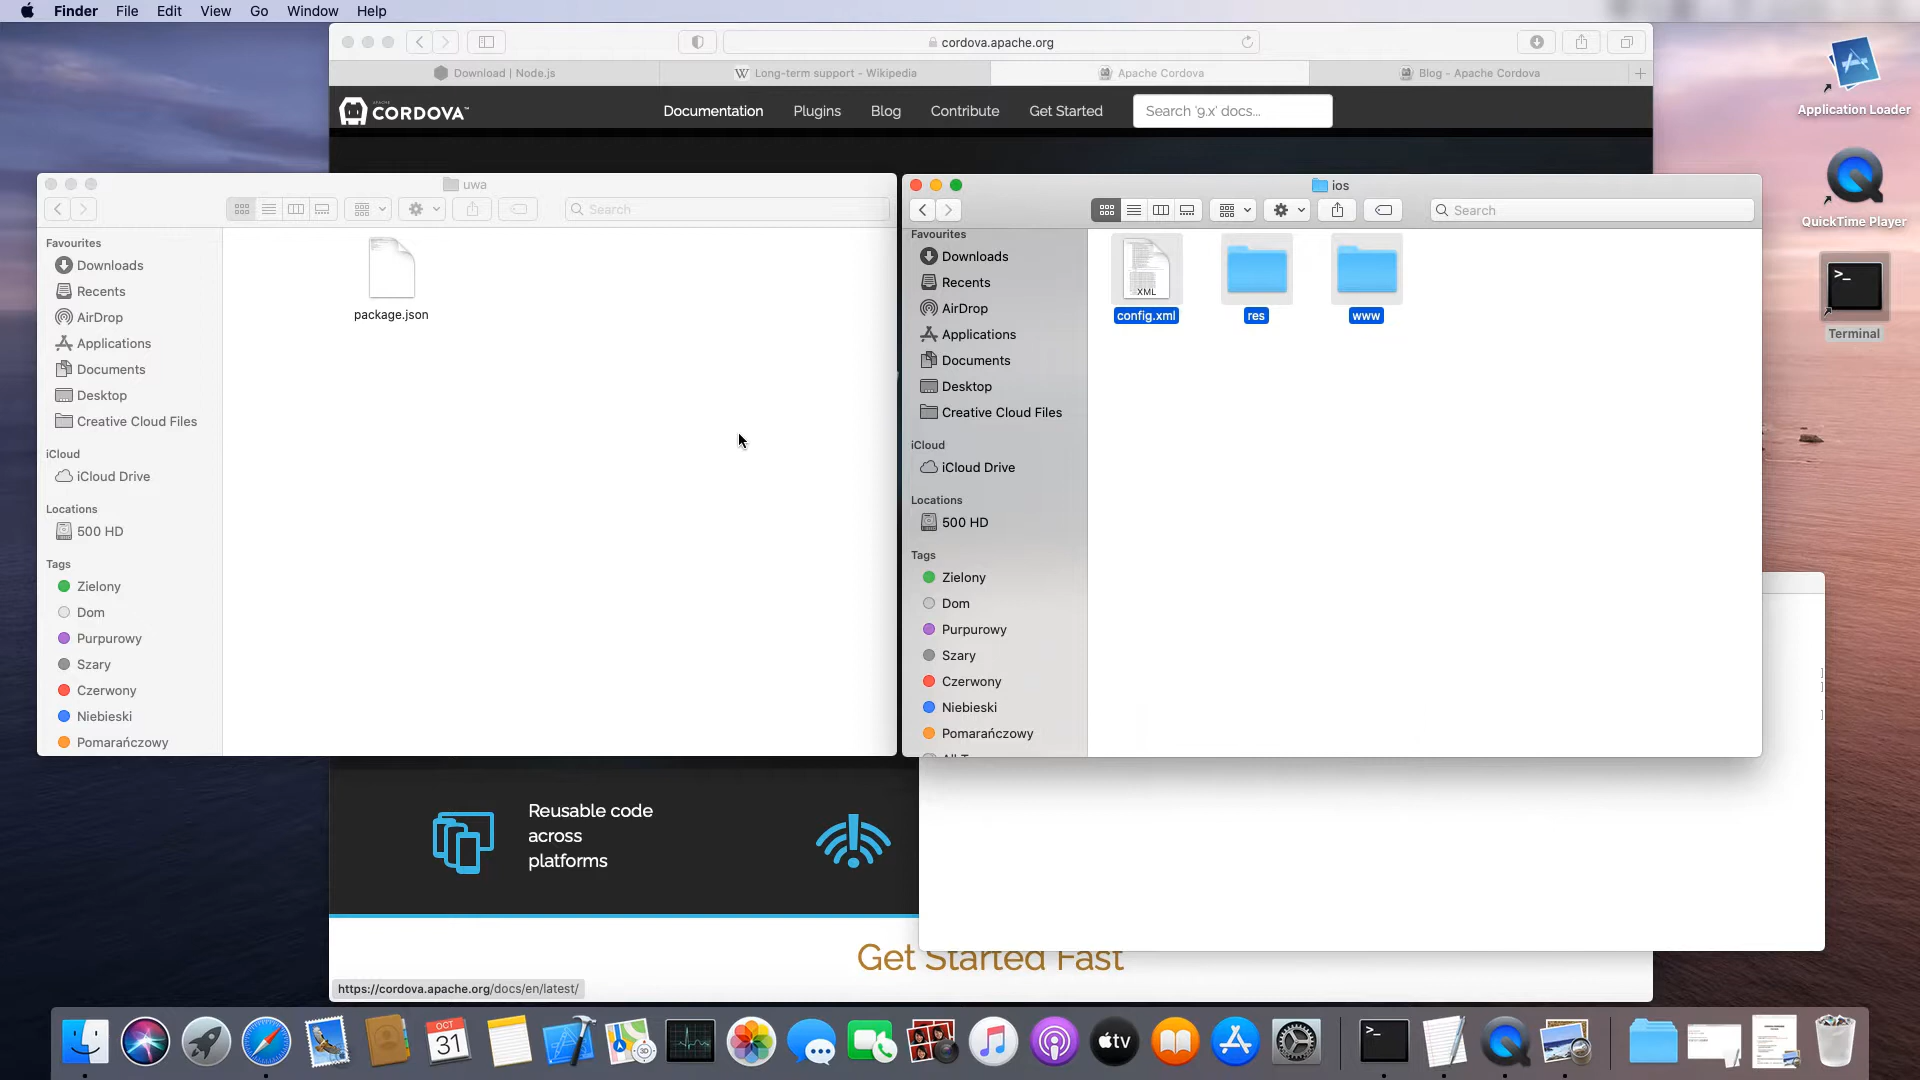 Finder File Edit View Go Window Help
cordova.apache.org
Download | Node.js
Long-term support - Wikipedia
Apache Cordova
Blog - Apache Cordova
APACHE
CORDOVA™
Documentation Plugins Blog Contribute Get Started
Search '9.x' docs...
Application Loader
QuickTime Player
>_
Terminal
uwa
Search
Favourites
Downloads
Recents
AirDrop
Applications
Documents
Desktop
Creative Cloud Files
iCloud
iCloud Drive
Locations
500 HD
Tags
Zielony
Dom
Purpurowy
Szary
Czerwony
Niebieski
Pomarańczowy
package.json
ios
Search
Favourites
Downloads
Recents
AirDrop
Applications
Documents
Desktop
Creative Cloud Files
iCloud
iCloud Drive
Locations
500 HD
Tags
Zielony
Dom
Purpurowy
Szary
Czerwony
Niebieski
Pomarańczowy
XML
config.xml
res
www
]
]
]
Reusable code
across
platforms
Get Started Fast
https://cordova.apache.org/docs/en/latest/
OCT
31
3D
tv
>_